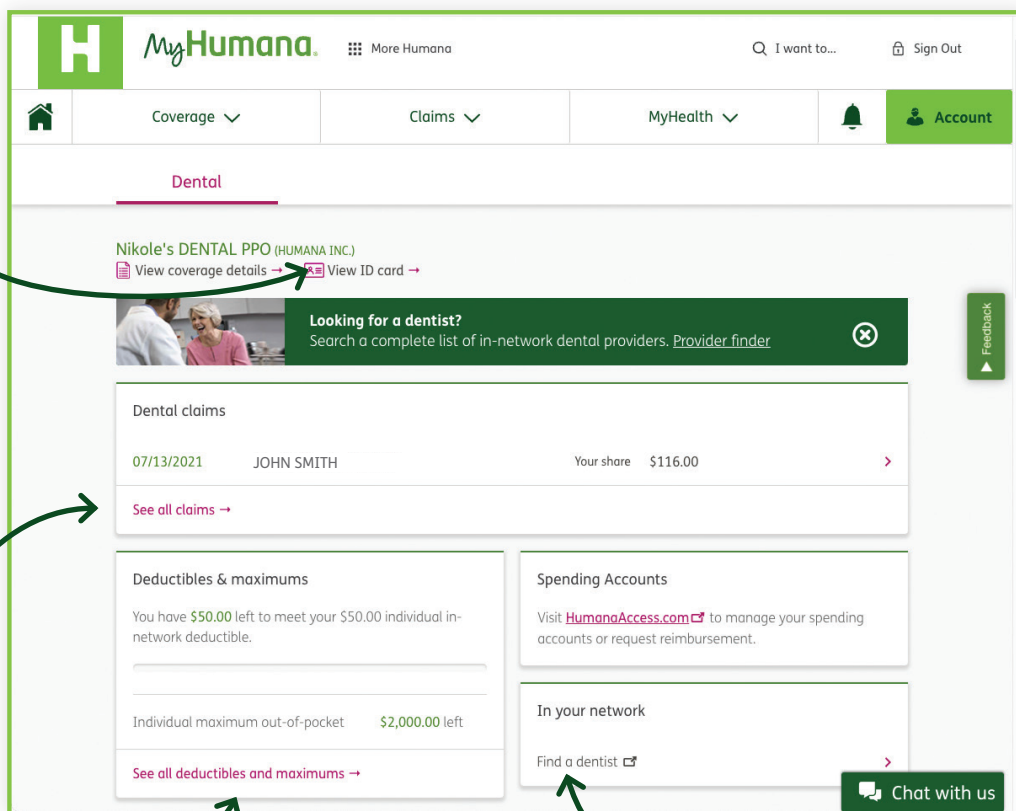 H MyHumana. More Humana I want to... Sign Out
Coverage Claims MyHealth Account
Dental
Nikole's DENTAL PPO (HUMANA INC.)
View coverage details → View ID card →
Looking for a dentist?
Search a complete list of in-network dental providers. Provider finder
Feedback
Dental claims
07/13/2021 JOHN SMITH Your share $116.00
See all claims →
Deductibles & maximums
You have $50.00 left to meet your $50.00 individual in-
network deductible.
Individual maximum out-of-pocket $2,000.00 left
See all deductibles and maximums →
Spending Accounts
Visit HumanaAccess.com to manage your spending
accounts or request reimbursement.
In your network
Find a dentist
Chat with us